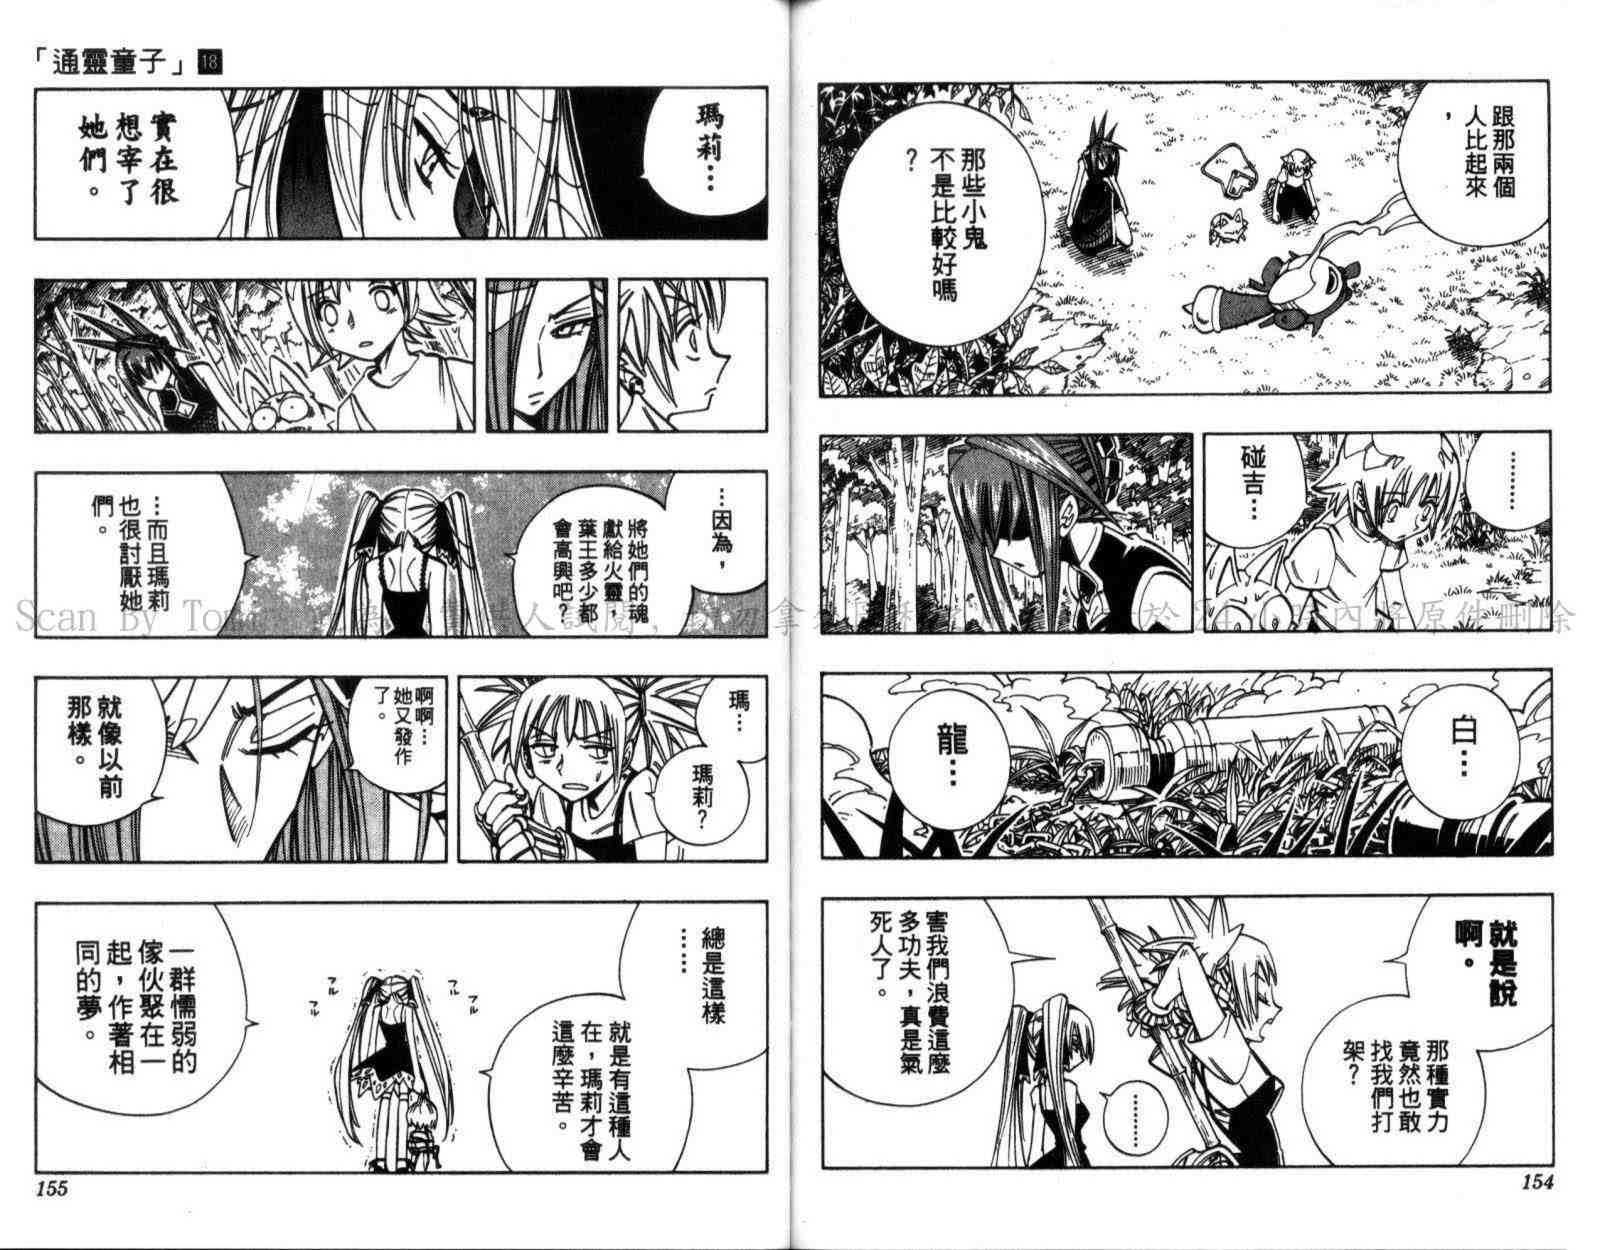 跟那兩個
人比起來，
那些小鬼
不是比較好嗎
？
………
碰吉…
白…
龍…
就是說
啊。
那種實力
竟然也敢
找我們打
架？
害我們浪費這麼
多功夫，真是氣
死人了。
………
154
「通靈童子」18
瑪莉…
實在很
想宰了
她們。
…因為，
將她們的魂
獻給火靈
葉王多少都
會高興吧？
…而且瑪莉
也很討厭她
們。
瑪…
瑪莉？
啊啊…
她又發作
了。
就像以前
那樣。
總是這樣
……
就是有這種人
在，瑪莉才會
這麼辛苦。
フル
フル
フル
フル
一群懦弱的
傢伙聚在一
起，作著相
同的夢。
155
Scan By